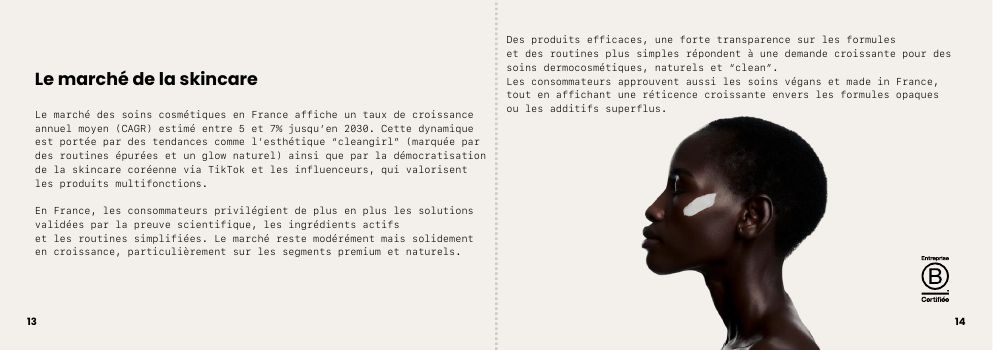 Le marché de la skincare
Le marché des soins cosmétiques en France affiche un taux de croissance
annuel moyen (CAGR) estimé entre 5 et 7% jusqu'en 2030. Cette dynamique
est portée par des tendances comme l'esthétique "cleangirl" (marquée par
des routines épurées et un glow naturel) ainsi que par la démocratisation
de la skincare coréenne via TikTok et les influenceurs, qui valorisent
les produits multifonctions.
En France, les consommateurs privilégient de plus en plus les solutions
validées par la preuve scientifique, les ingrédients actifs
et les routines simplifiées. Le marché reste modérément mais solidement
en croissance, particulièrement sur les segments premium et naturels.
13
Des produits efficaces, une forte transparence sur les formules
et des routines plus simples répondent à une demande croissante pour des
soins dermocosmétiques, naturels et "clean".
Les consommateurs approuvent aussi les soins végans et made in France,
tout en affichant une réticence croissante envers les formules opaques
ou les additifs superflus.
Entreprise
B
Certifiée
14